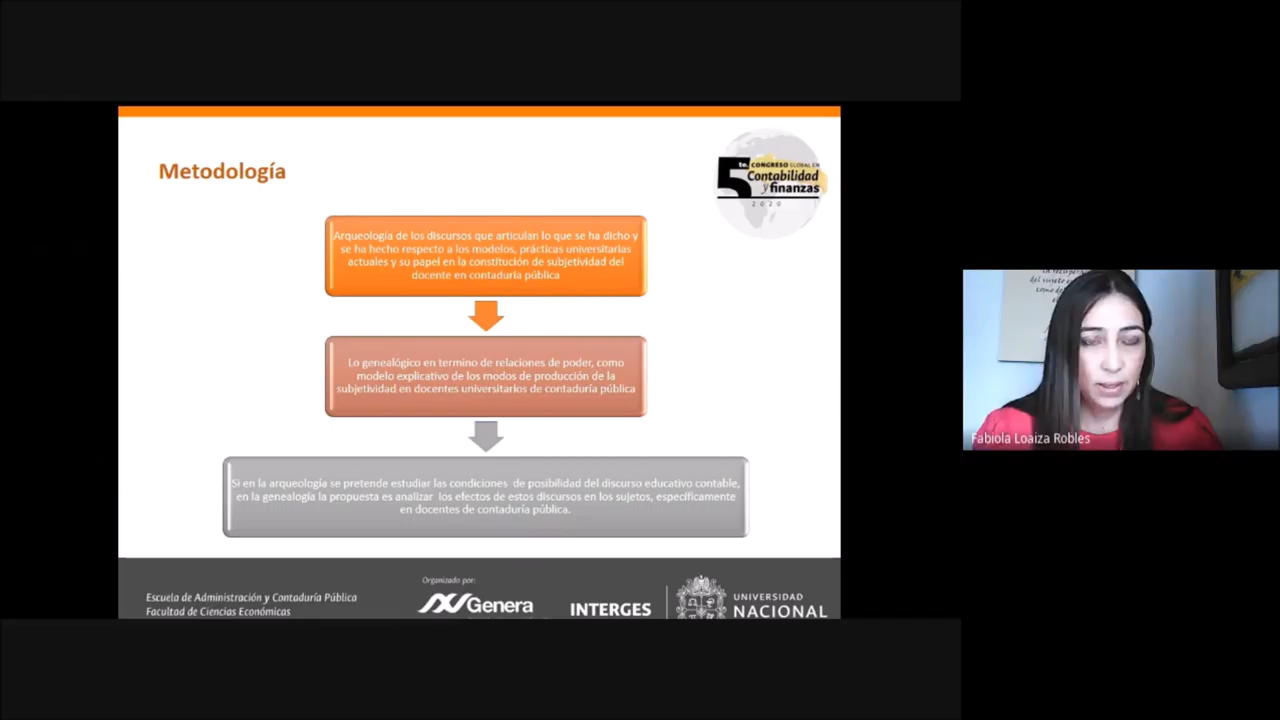 Metodología
5to. CONGRESO GLOBAL EN
Contabilidad
y finanzas
2020
Arqueología de los discursos que articulan lo que se ha dicho y
se ha hecho respecto a los modelos, prácticas universitarias
actuales y su papel en la constitución de subjetividad del
docente en contaduría pública
Lo genealógico en termino de relaciones de poder, como
modelo explicativo de los modos de producción de la
subjetividad en docentes universitarios de contaduría pública
Si en la arqueología se pretende estudiar las condiciones de posibilidad del discurso educativo contable,
en la genealogía la propuesta es analizar los efectos de estos discursos en los sujetos, específicamente
en docentes de contaduría pública.
Escuela de Administración y Contaduría Pública
Facultad de Ciencias Económicas
Organizado por:
Genera
INTERGES
UNIVERSIDAD
NACIONAL
la recupera
del sujeto
como de
Fabiola Loaiza Robles